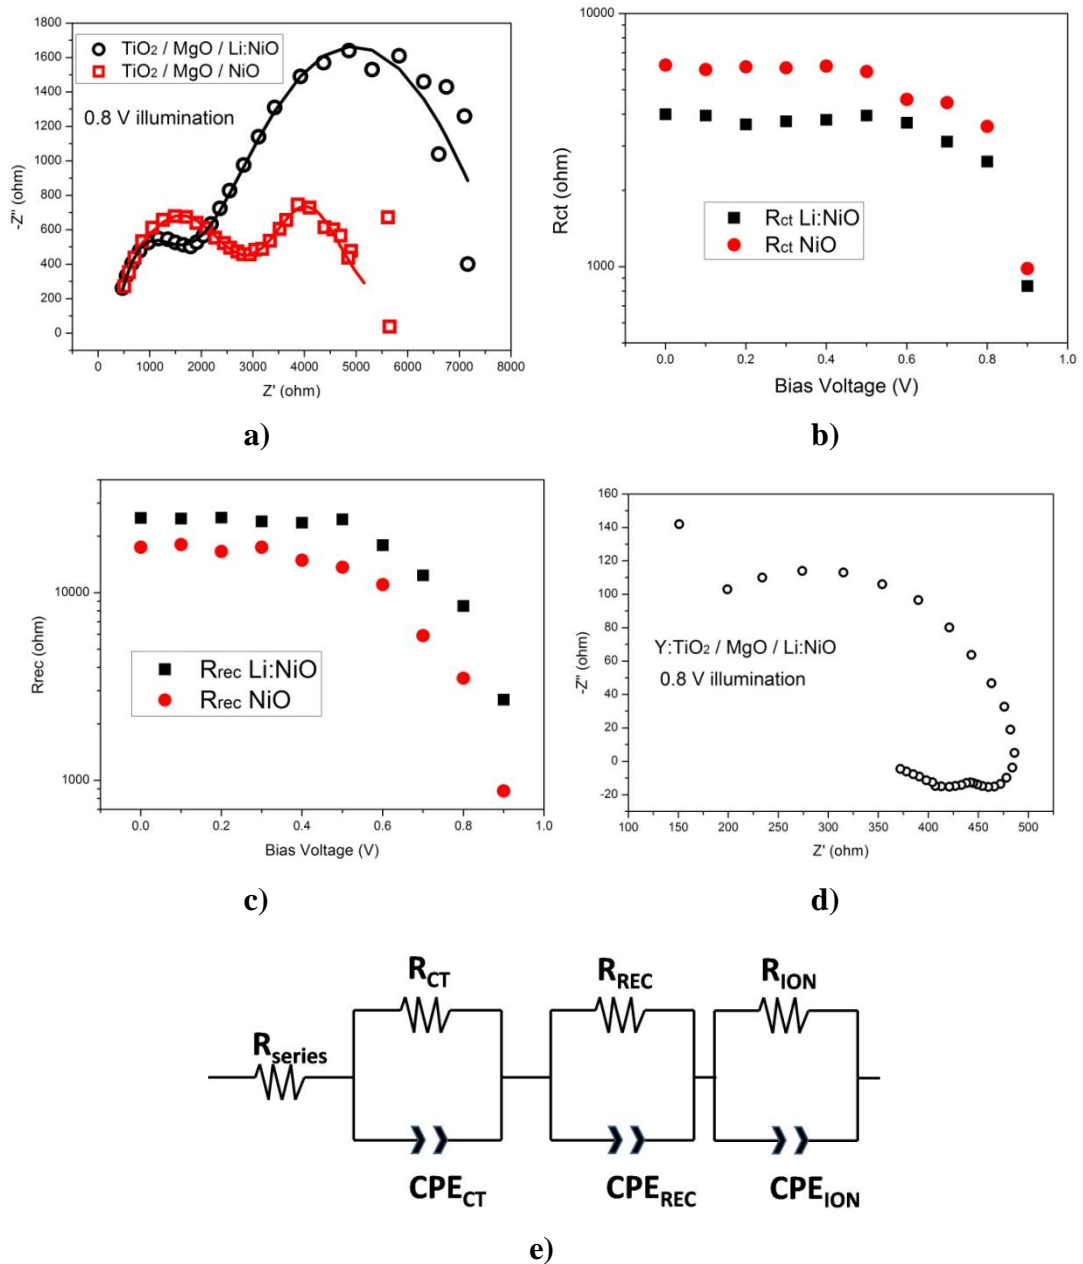 1800
1600
1400
1200
1000
800
600
400
200
0
-Z" (ohm)
TiO2 / MgO / Li:NiO
TiO2 / MgO / NiO
0.8 V illumination
0 1000 2000 3000 4000 5000 6000 7000 8000
Z' (ohm)
a)
10000
1000
Rct (ohm)
Rct Li:NiO
Rct NiO
0.0 0.2 0.4 0.6 0.8 1.0
Bias Voltage (V)
b)
10000
1000
Rrec (ohm)
Rrec Li:NiO
Rrec NiO
0.0 0.2 0.4 0.6 0.8 1.0
Bias Voltage (V)
c)
160
140
120
100
80
60
40
20
0
-20
-Z" (ohm)
Y:TiO2 / MgO / Li:NiO
0.8 V illumination
100 150 200 250 300 350 400 450 500
Z' (ohm)
d)
RCT RREC RION
Rseries
CPECT CPEREC CPEION
e)